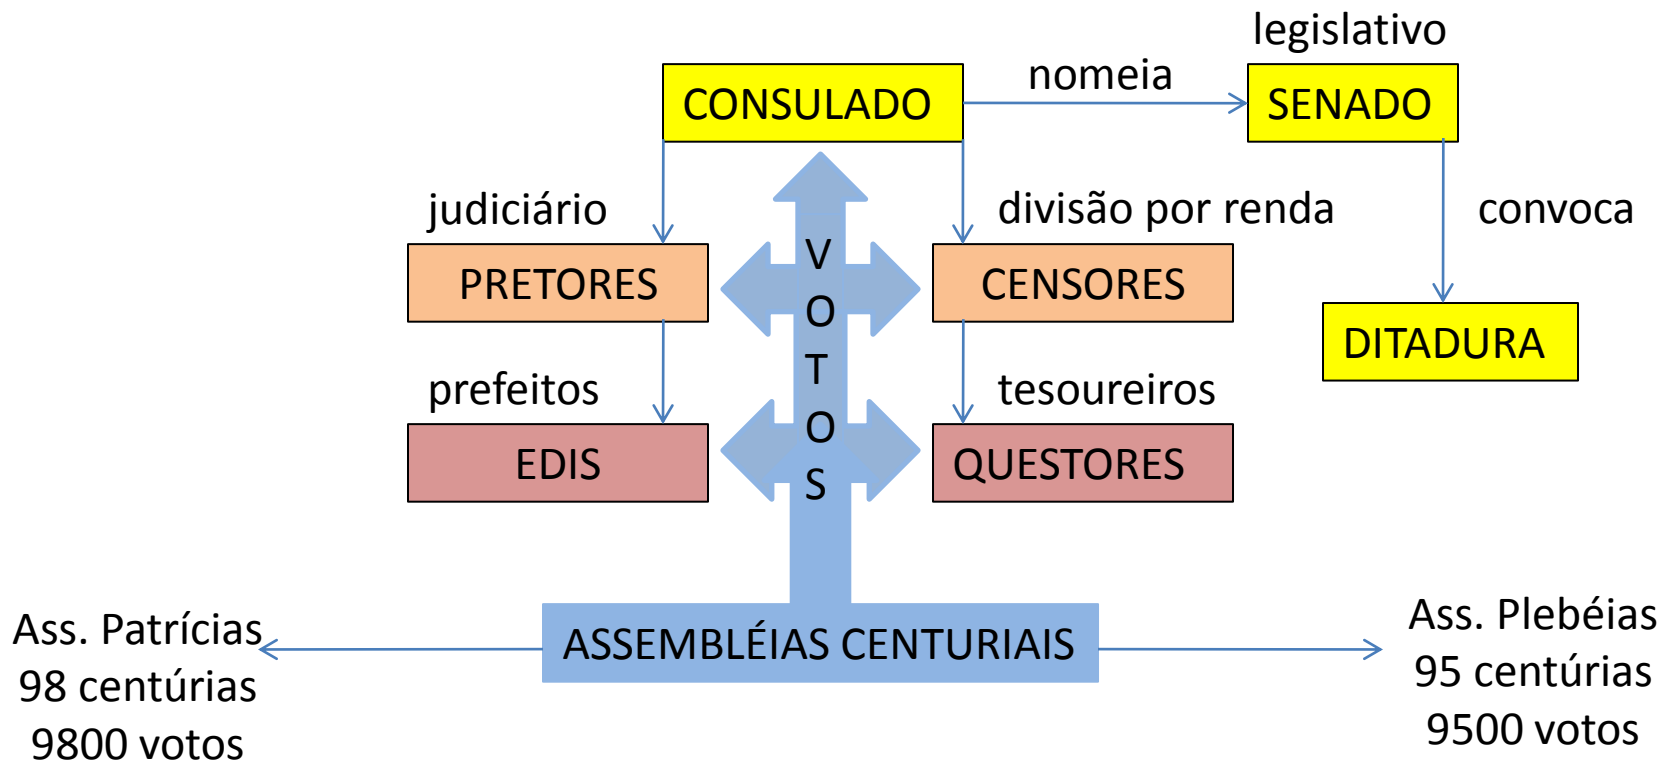 legislativo
CONSULADO
nomeia
SENADO
judiciário
divisão por renda
convoca
PRETORES
CENSORES
DITADURA
prefeitos
tesoureiros
EDIS
QUESTORES
VOTOS
ASSEMBLÉIAS CENTURIAIS
Ass. Patrícias
98 centúrias
9800 votos
Ass. Plebéias
95 centúrias
9500 votos